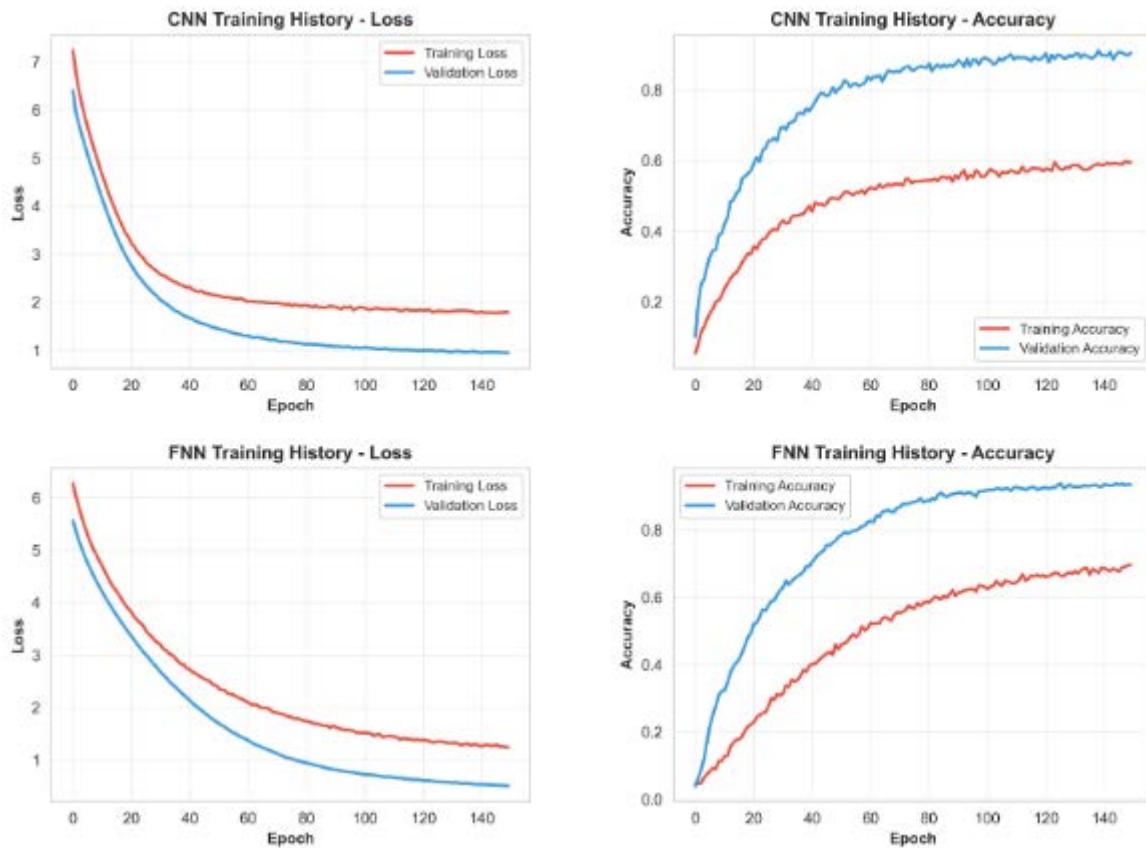 CNN Training History - Loss
7
6
5
4
3
2
1
Loss
Training Loss
Validation Loss
0 20 40 60 80 100 120 140
Epoch
CNN Training History - Accuracy
0.8
0.6
0.4
0.2
Accuracy
Training Accuracy
Validation Accuracy
0 20 40 60 80 100 120 140
Epoch
FNN Training History - Loss
6
5
4
3
2
1
Loss
Training Loss
Validation Loss
0 20 40 60 80 100 120 140
Epoch
FNN Training History - Accuracy
0.8
0.6
0.4
0.2
0.0
Accuracy
Training Accuracy
Validation Accuracy
0 20 40 60 80 100 120 140
Epoch